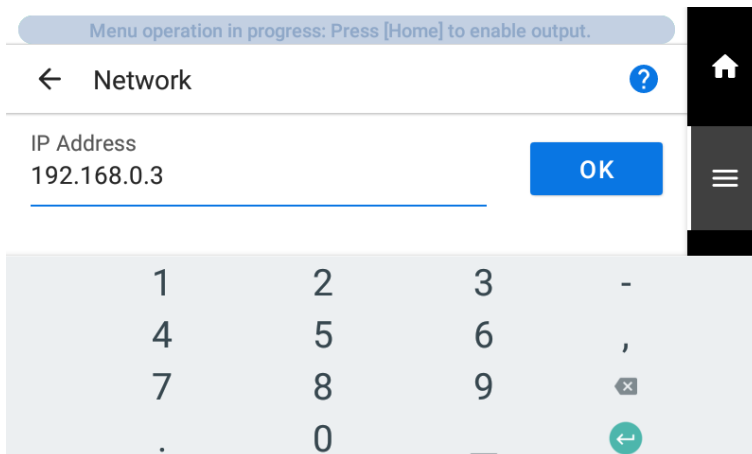 Menu operation in progress: Press [Home] to enable output.
Network
?
IP Address
192.168.0.3
OK
1 2 3 -
4 5 6 ,
7 8 9
. 0 _